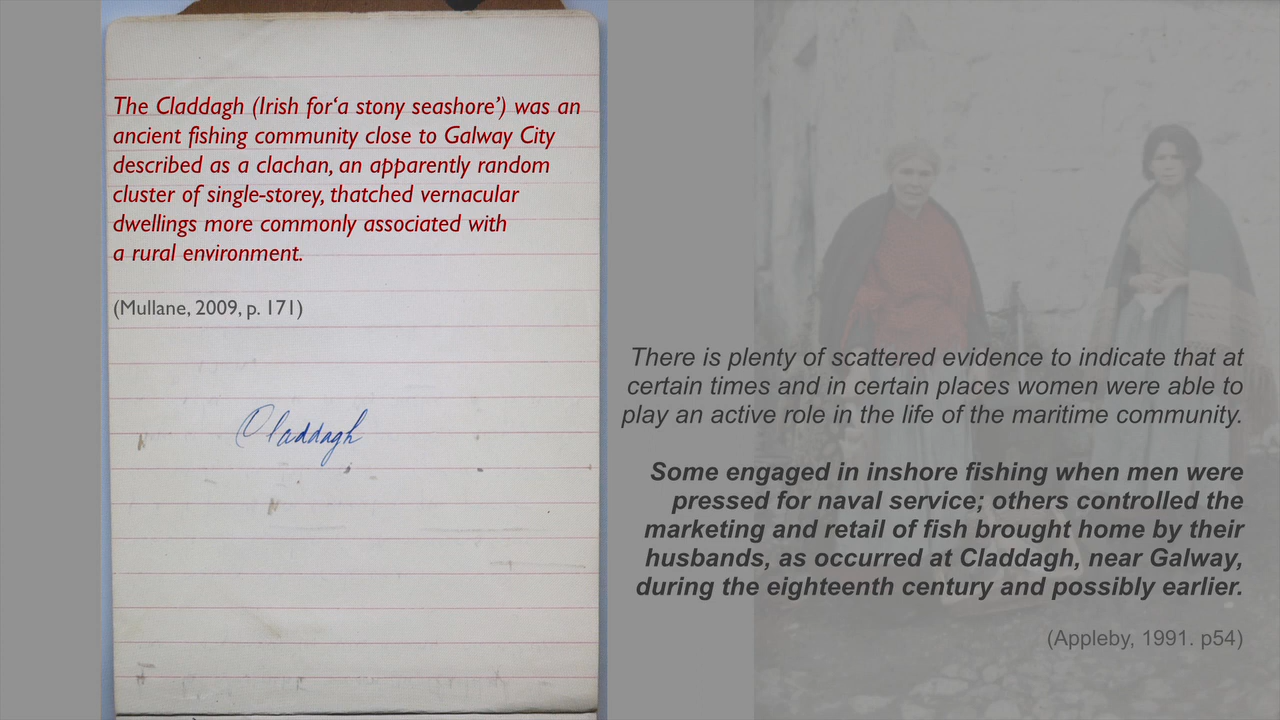 The Claddagh (Irish for‘a stony seashore’) was an
ancient fishing community close to Galway City
described as a clachan, an apparently random
cluster of single-storey, thatched vernacular
dwellings more commonly associated with
a rural environment.
(Mullane, 2009, p. 171)
Claddagh
There is plenty of scattered evidence to indicate that at
certain times and in certain places women were able to
play an active role in the life of the maritime community.
Some engaged in inshore fishing when men were
pressed for naval service; others controlled the
marketing and retail of fish brought home by their
husbands, as occurred at Claddagh, near Galway,
during the eighteenth century and possibly earlier.
(Appleby, 1991. p54)